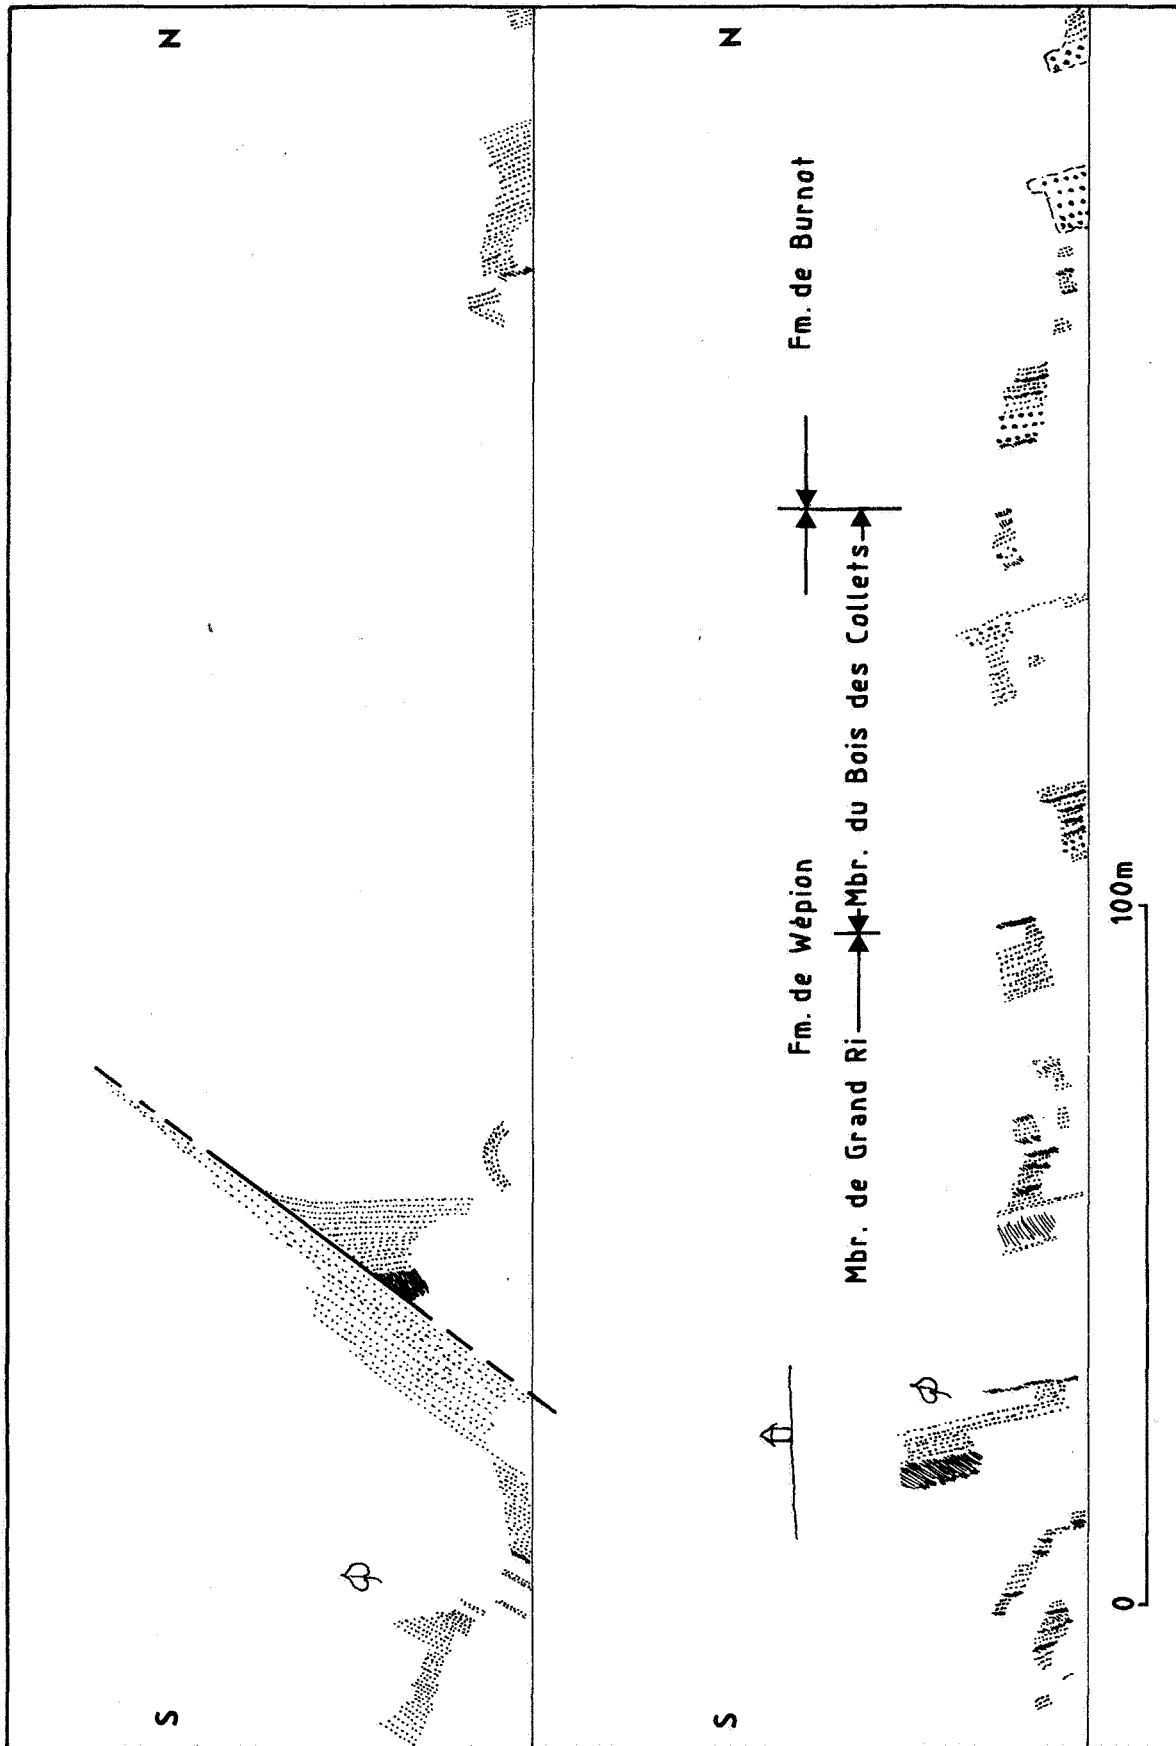 S
N
S
N
Fm. de Wépion
Fm. de Burnot
Mbr. de Grand Ri
Mbr. du Bois des Collets
0
100m